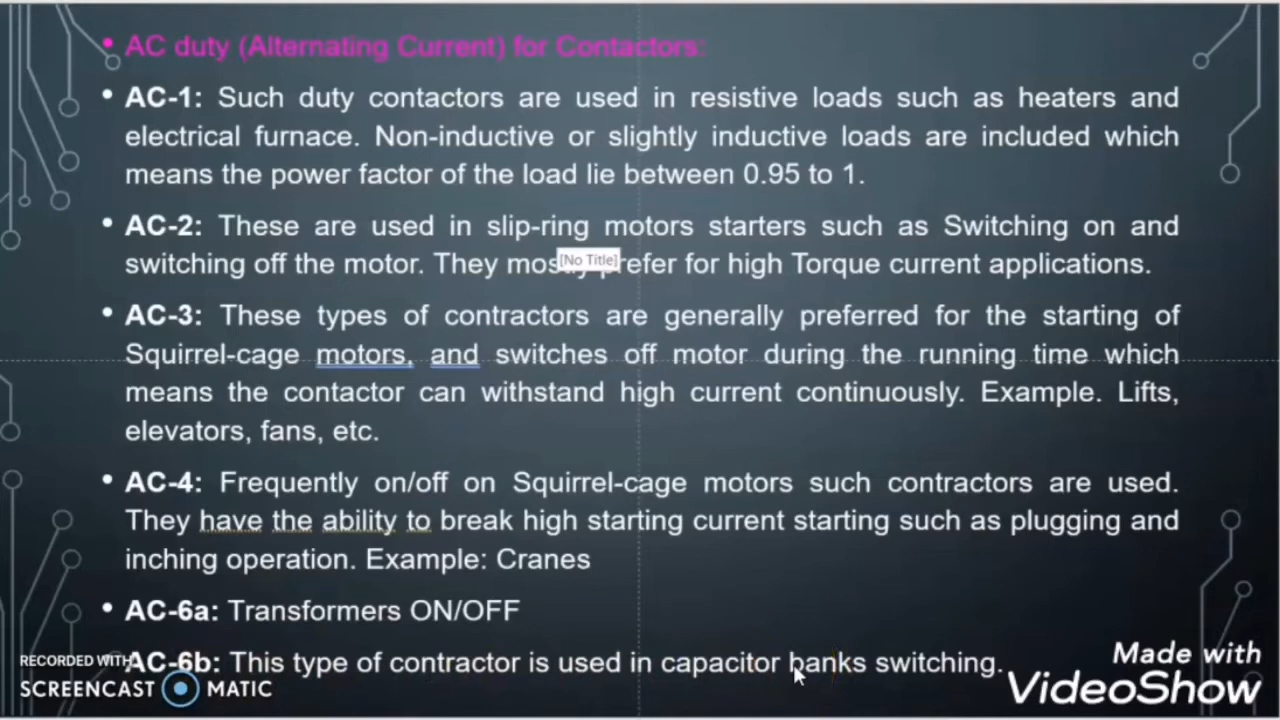 • AC duty (Alternating Current) for Contactors:
• AC-1: Such duty contactors are used in resistive loads such as heaters and
electrical furnace. Non-inductive or slightly inductive loads are included which
means the power factor of the load lie between 0.95 to 1.
• AC-2: These are used in slip-ring motors starters such as Switching on and
switching off the motor. They mostly prefer for high Torque current applications.
[No Title]
• AC-3: These types of contractors are generally preferred for the starting of
Squirrel-cage motors, and switches off motor during the running time which
means the contactor can withstand high current continuously. Example. Lifts,
elevators, fans, etc.
• AC-4: Frequently on/off on Squirrel-cage motors such contractors are used.
They have the ability to break high starting current starting such as plugging and
inching operation. Example: Cranes
• AC-6a: Transformers ON/OFF
AC-6b: This type of contractor is used in capacitor banks switching.
RECORDED WITH
SCREENCAST MATIC
Made with
VideoShow